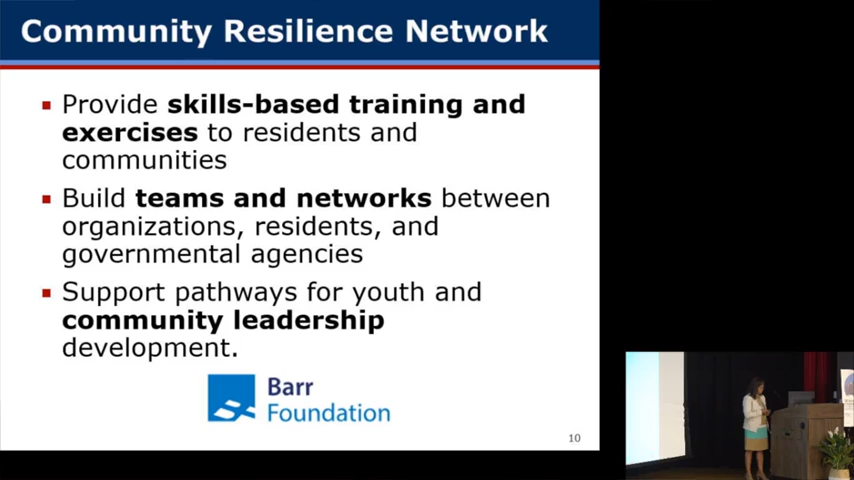 Community Resilience Network
▪ Provide skills-based training and
exercises to residents and
communities
▪ Build teams and networks between
organizations, residents, and
governmental agencies
▪ Support pathways for youth and
community leadership
development.
Barr
Foundation
10